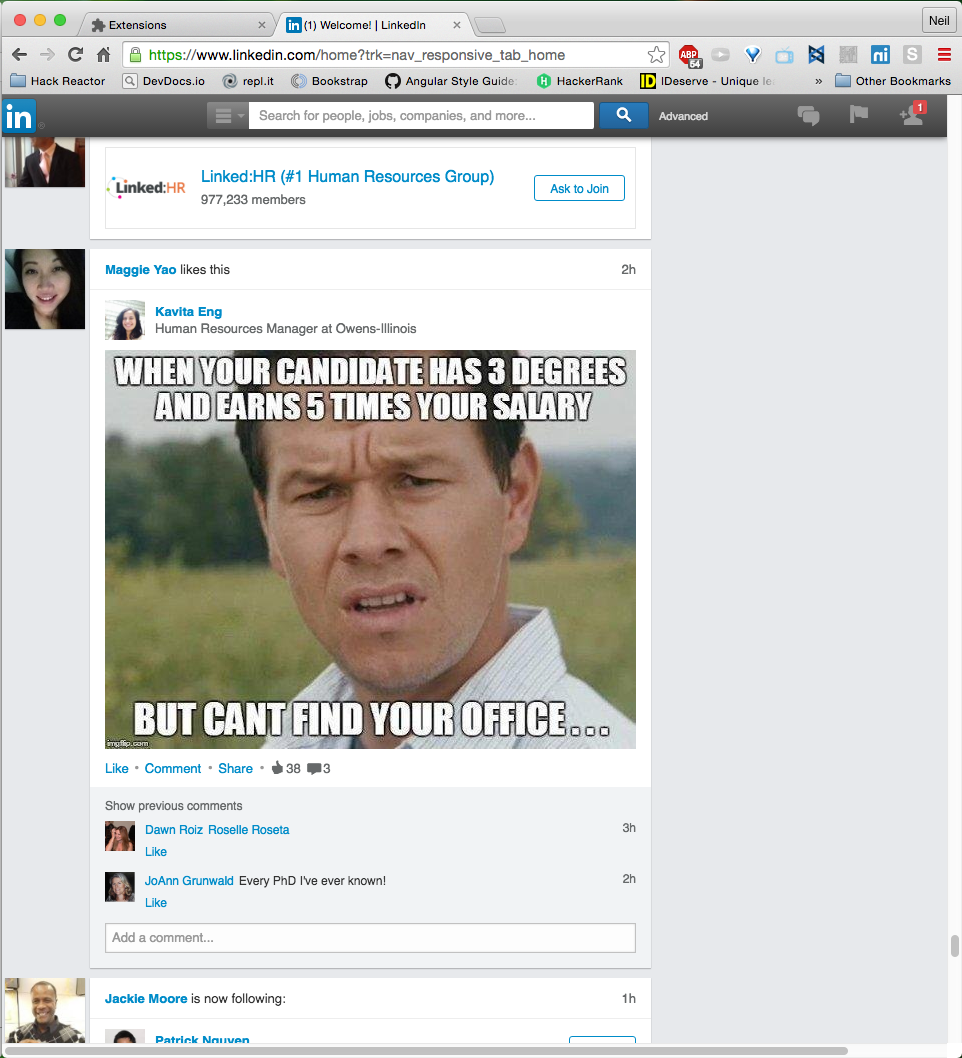 Extensions
(1) Welcome! | LinkedIn
Neil
https://www.linkedin.com/home?trk=nav_responsive_tab_home
ABP
64
ni
S
Hack Reactor
DevDocs.io
repl.it
Bookstrap
Angular Style Guide:
HackerRank
ID
IDeserve - Unique
»
Other Bookmarks
in
Search for people, jobs, companies, and more...
Advanced
1
Linked:HR
Linked:HR (#1 Human Resources Group)
977,233 members
Ask to Join
Maggie Yao likes this
2h
Kavita Eng
Human Resources Manager at Owens-Illinois
WHEN YOUR CANDIDATE HAS 3 DEGREES
AND EARNS 5 TIMES YOUR SALARY
BUT CANT FIND YOUR OFFICE...
imgflip.com
Like • Comment • Share • 38 3
Show previous comments
Dawn Roiz Roselle Roseta
3h
Like
JoAnn Grunwald Every PhD I've ever known!
2h
Like
Add a comment...
Jackie Moore is now following:
1h
Patrick Nguyen